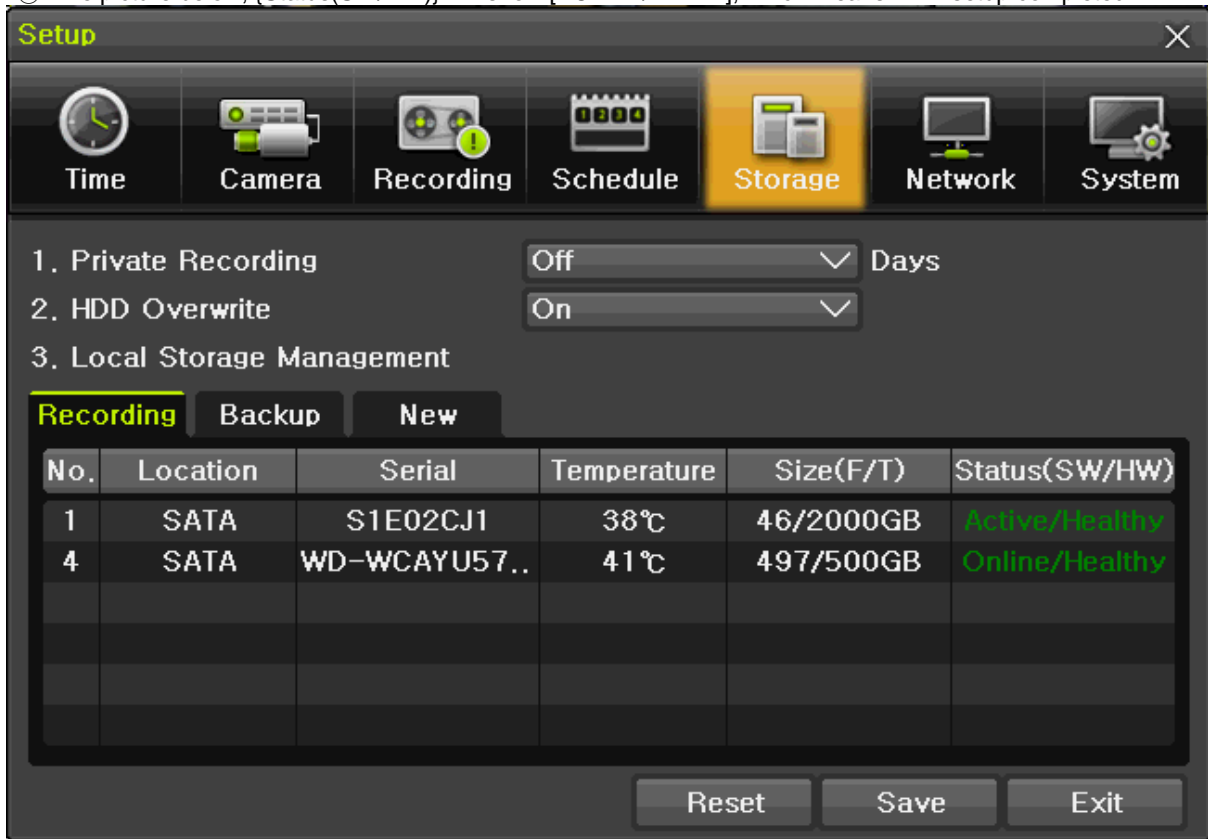 Setup
Time Camera Recording Schedule Storage Network System
1. Private Recording Off Days
2. HDD Overwrite On
3. Local Storage Management
Recording Backup New
No. Location Serial Temperature Size(F/T) Status(SW/HW)
1 SATA S1E02CJ1 38℃ 46/2000GB Active/Healthy
4 SATA WD-WCAYU57.. 41℃ 497/500GB Online/Healthy
Reset Save Exit